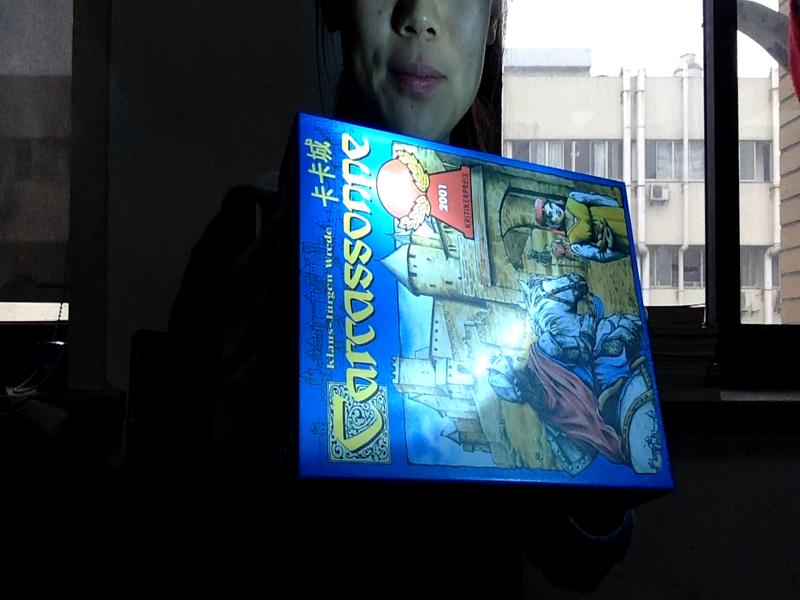 卡卡城
Klaus-Jürgen Wrede
Carcassonne
2001
KRITIKERPREIS